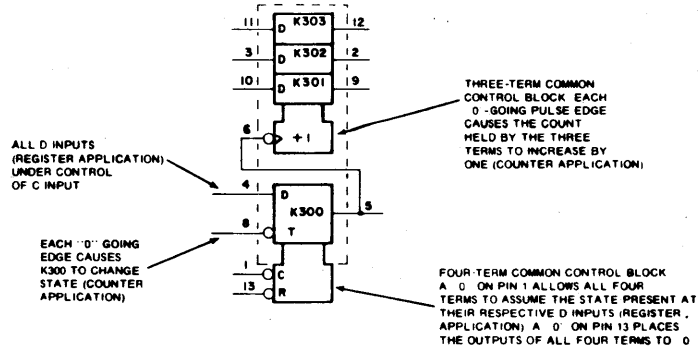 11 D K303 12
3 D K302 2
10 D K301 9
6 +1
THREE-TERM COMMON
CONTROL BLOCK EACH
0 -GOING PULSE EDGE
CAUSES THE COUNT
HELD BY THE THREE
TERMS TO INCREASE BY
ONE (COUNTER APPLICATION)
ALL D INPUTS
(REGISTER APPLICATION)
UNDER CONTROL
OF C INPUT
4 D
K300 5
8 T
EACH "0" GOING
EDGE CAUSES
K300 TO CHANGE
STATE (COUNTER
APPLICATION)
1 C
13 R
FOUR-TERM COMMON CONTROL BLOCK
A 0 ON PIN 1 ALLOWS ALL FOUR
TERMS TO ASSUME THE STATE PRESENT AT
THEIR RESPECTIVE D INPUTS (REGISTER .
APPLICATION) A 0' ON PIN 13 PLACES
THE OUTPUTS OF ALL FOUR TERMS TO 0